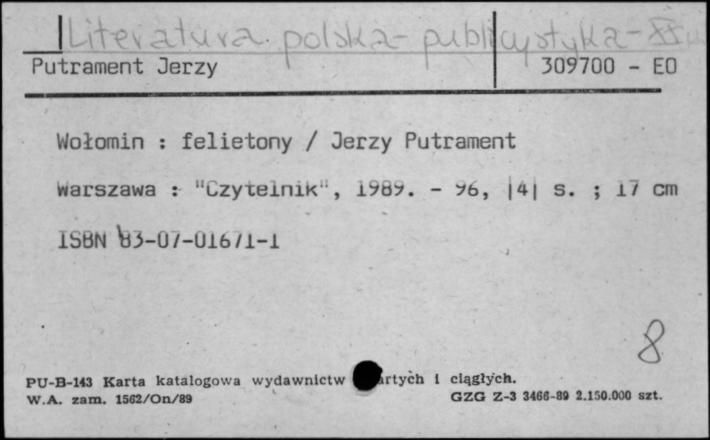 Literatura polska - publicystyka - XX w
Putrament Jerzy 309700 - EO
Wołomin : felietony / Jerzy Putrament
Warszawa : "Czytelnik", 1989. - 96, |4| s. ; 17 cm
ISBN 83-07-01671-1
8
PU-B-143 Karta katalogowa wydawnictw artych i ciągłych.
W.A. zam. 1562/On/89 GZG Z-3 3466-89 2.150.000 szt.